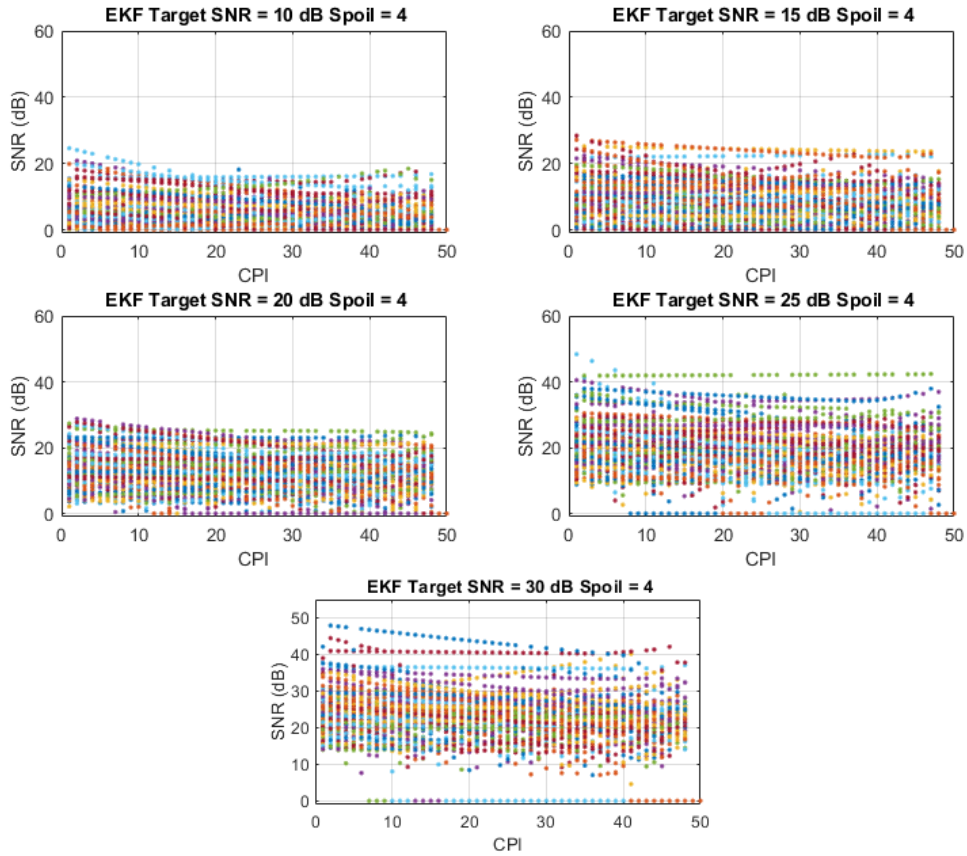 EKF Target SNR = 10 dB Spoil = 4
60
40
20
0
SNR (dB)
0 10 20 30 40 50
CPI
EKF Target SNR = 15 dB Spoil = 4
60
40
20
0
SNR (dB)
0 10 20 30 40 50
CPI
EKF Target SNR = 20 dB Spoil = 4
60
40
20
0
SNR (dB)
0 10 20 30 40 50
CPI
EKF Target SNR = 25 dB Spoil = 4
60
40
20
0
SNR (dB)
0 10 20 30 40 50
CPI
EKF Target SNR = 30 dB Spoil = 4
50
40
30
20
10
0
SNR (dB)
0 10 20 30 40 50
CPI